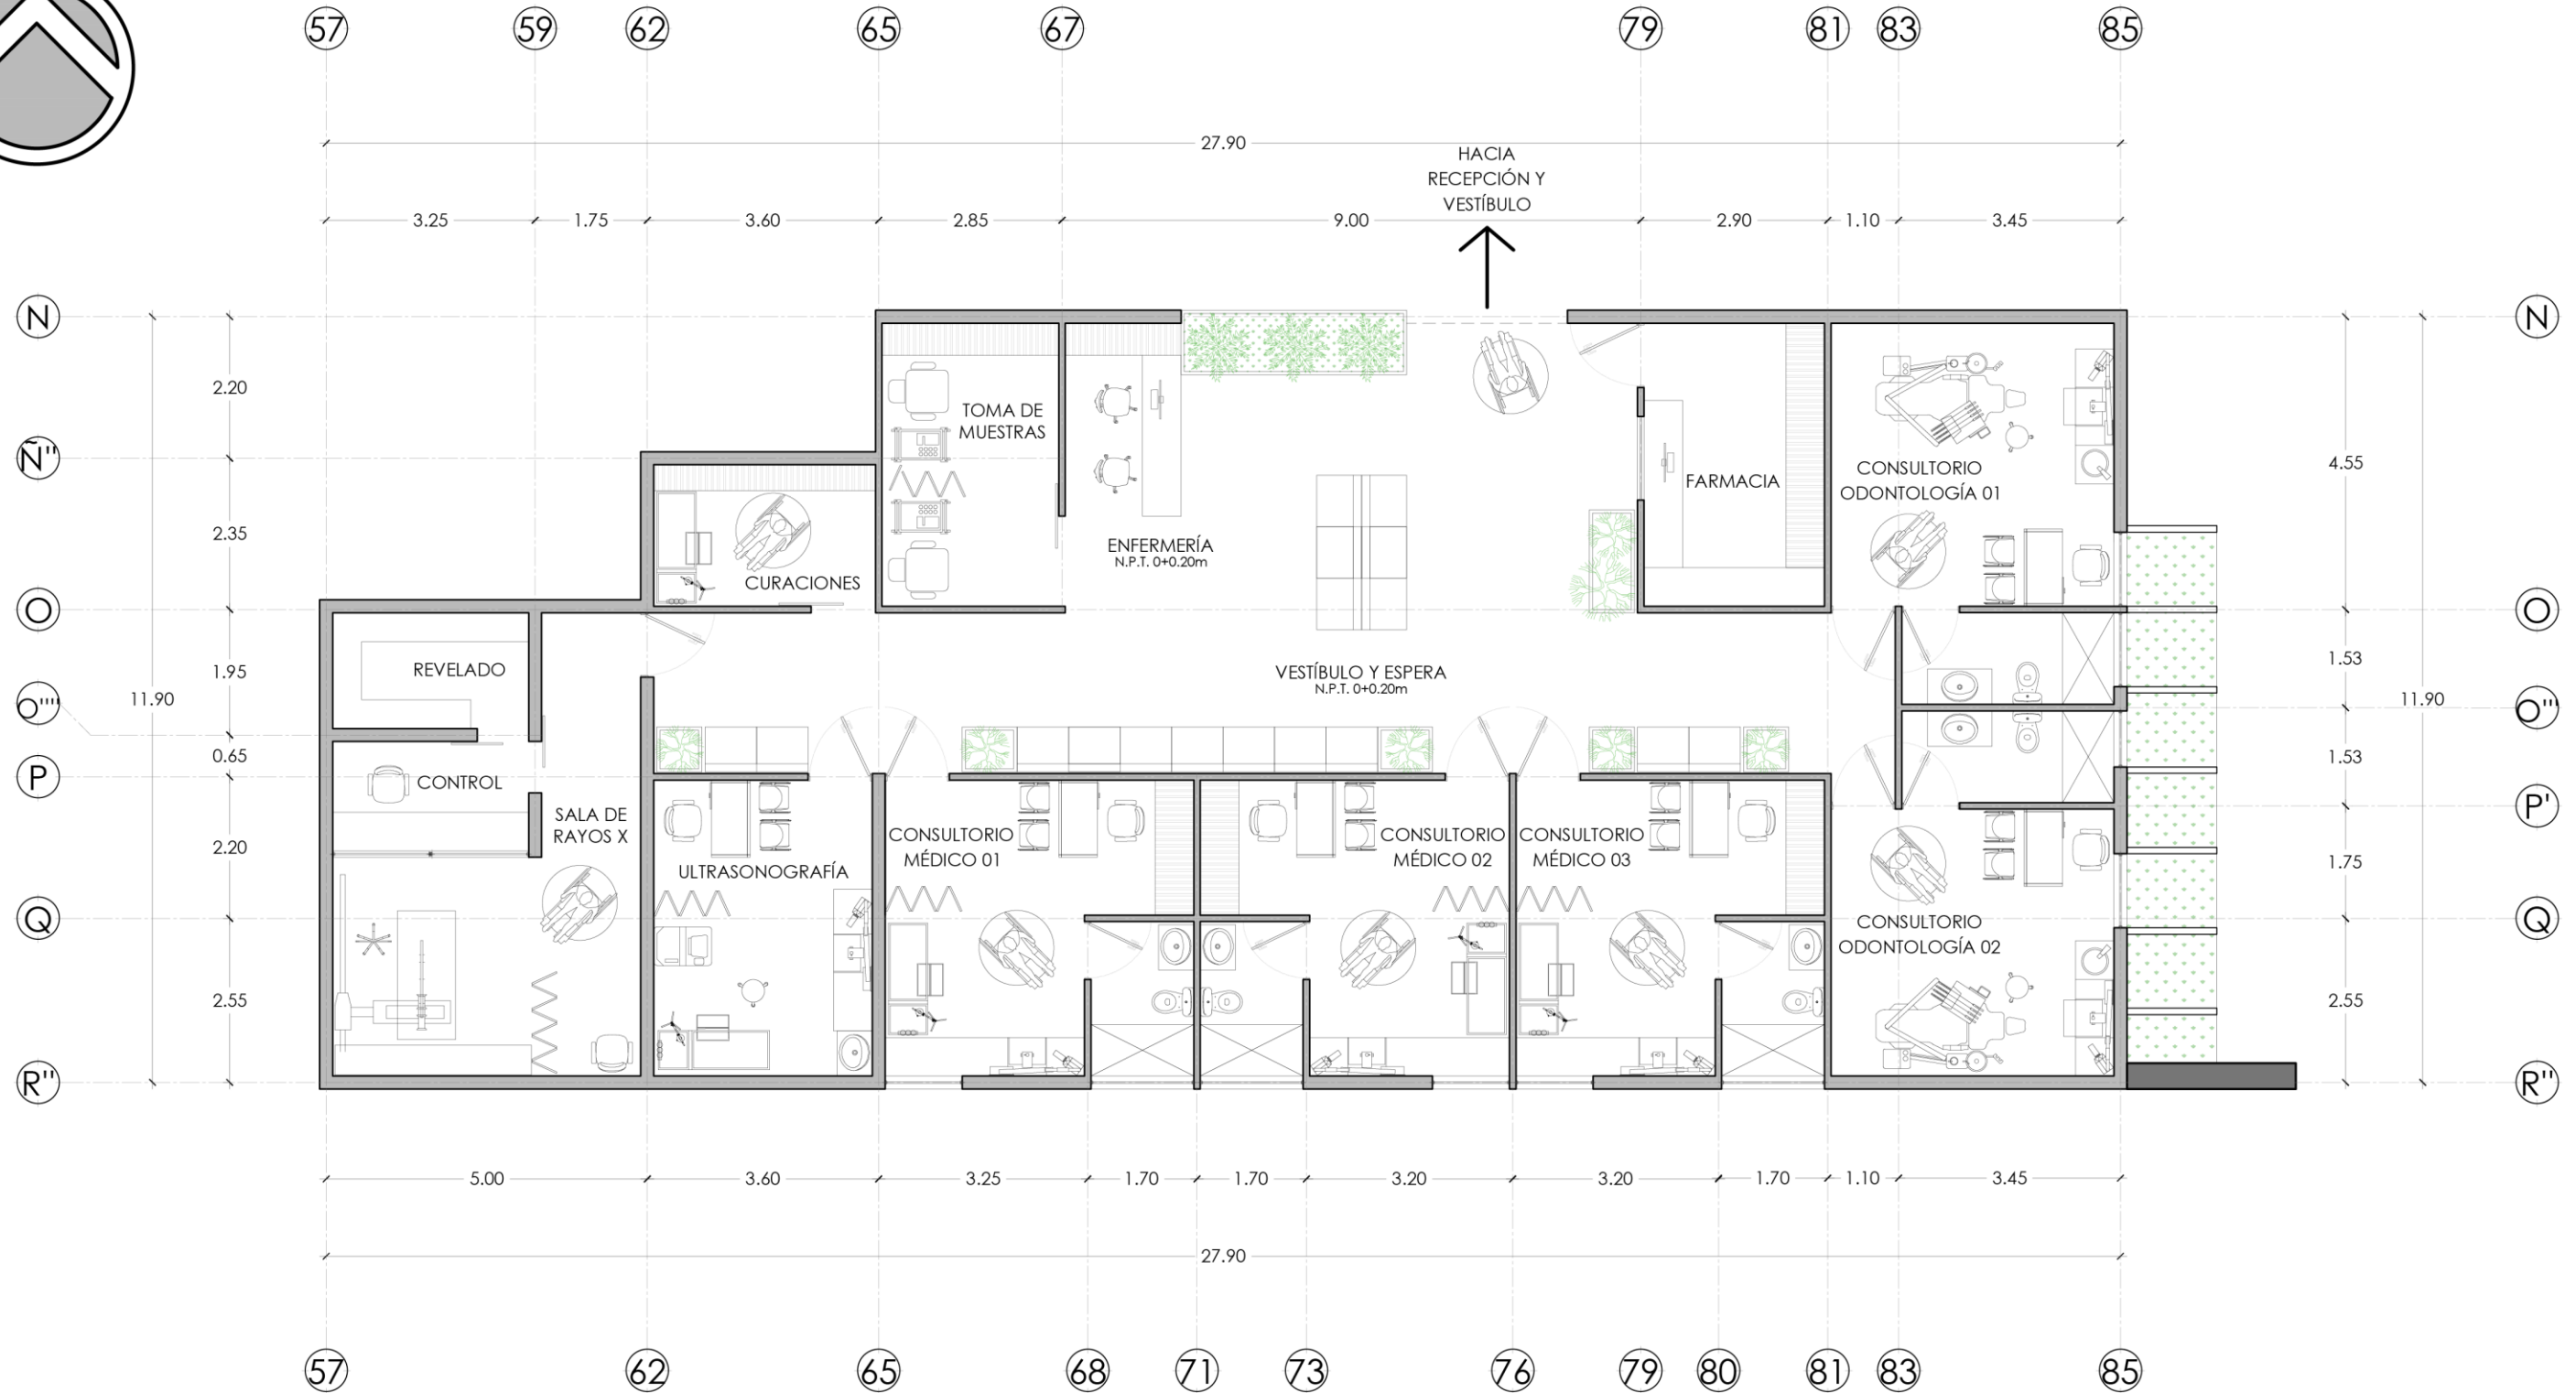 57 59 62 65 67 79 81 83 85
27.90
HACIA
RECEPCIÓN Y
VESTÍBULO
3.25 1.75 3.60 2.85 9.00 2.90 1.10 3.45
N N
2.20
TOMA DE
MUESTRAS
Ñ"
CONSULTORIO
ODONTOLOGÍA 01
4.55
FARMACIA
2.35
ENFERMERÍA
N.P.T. 0+0.20m
CURACIONES
O O
REVELADO
1.95
VESTÍBULO Y ESPERA
N.P.T. 0+0.20m
1.53
11.90 11.90
O'''' O'''
0.65
1.53
P
CONTROL
P'
SALA DE
RAYOS X
2.20
ULTRASONOGRAFÍA
CONSULTORIO
MÉDICO 01
CONSULTORIO
MÉDICO 02
CONSULTORIO
MÉDICO 03
1.75
Q Q
CONSULTORIO
ODONTOLOGÍA 02
2.55 2.55
R" R"
5.00 3.60 3.25 1.70 1.70 3.20 3.20 1.70 1.10 3.45
27.90
57 62 65 68 71 73 76 79 80 81 83 85